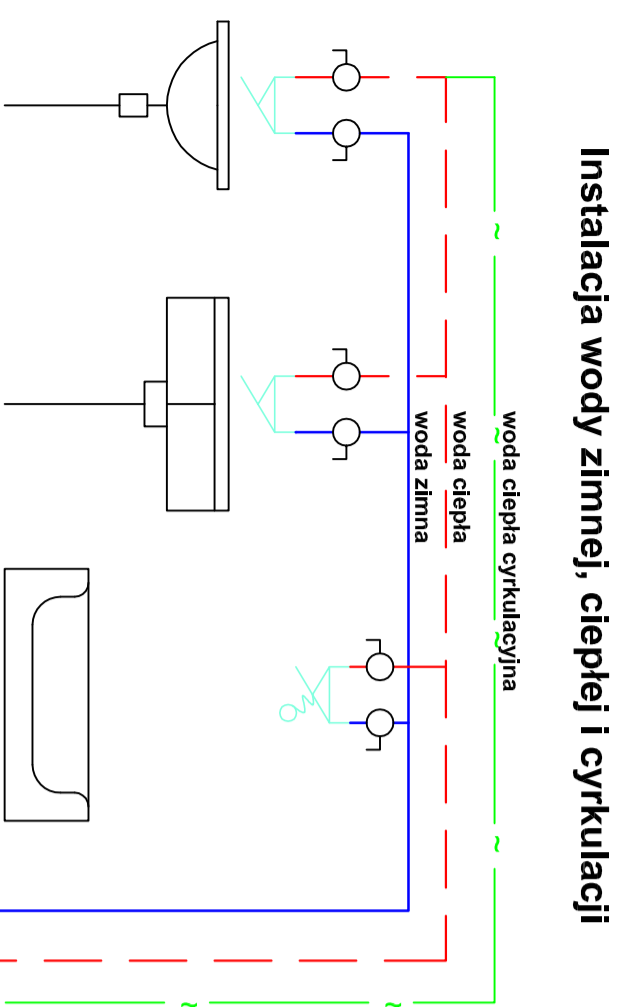 Instalacja wody zimnej, ciepłej i cyrkulacji
woda ciepła cyrkulacyjna
woda ciepła
woda zimna